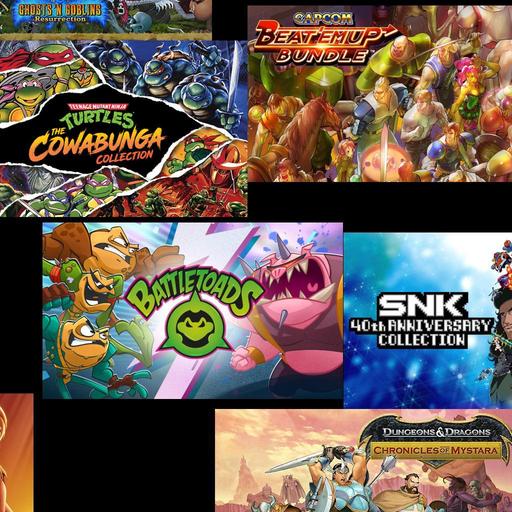 GHOSTS 'N GOBLINS
Resurrection
CAPCOM
BEAT 'EM UP
BUNDLE
TEENAGE MUTANT NINJA
TURTLES
THE
COWABUNGA
COLLECTION
BATTLETOADS
SNK
40th ANNIVERSARY
COLLECTION
DUNGEONS & DRAGONS
CHRONICLES OF MYSTARA